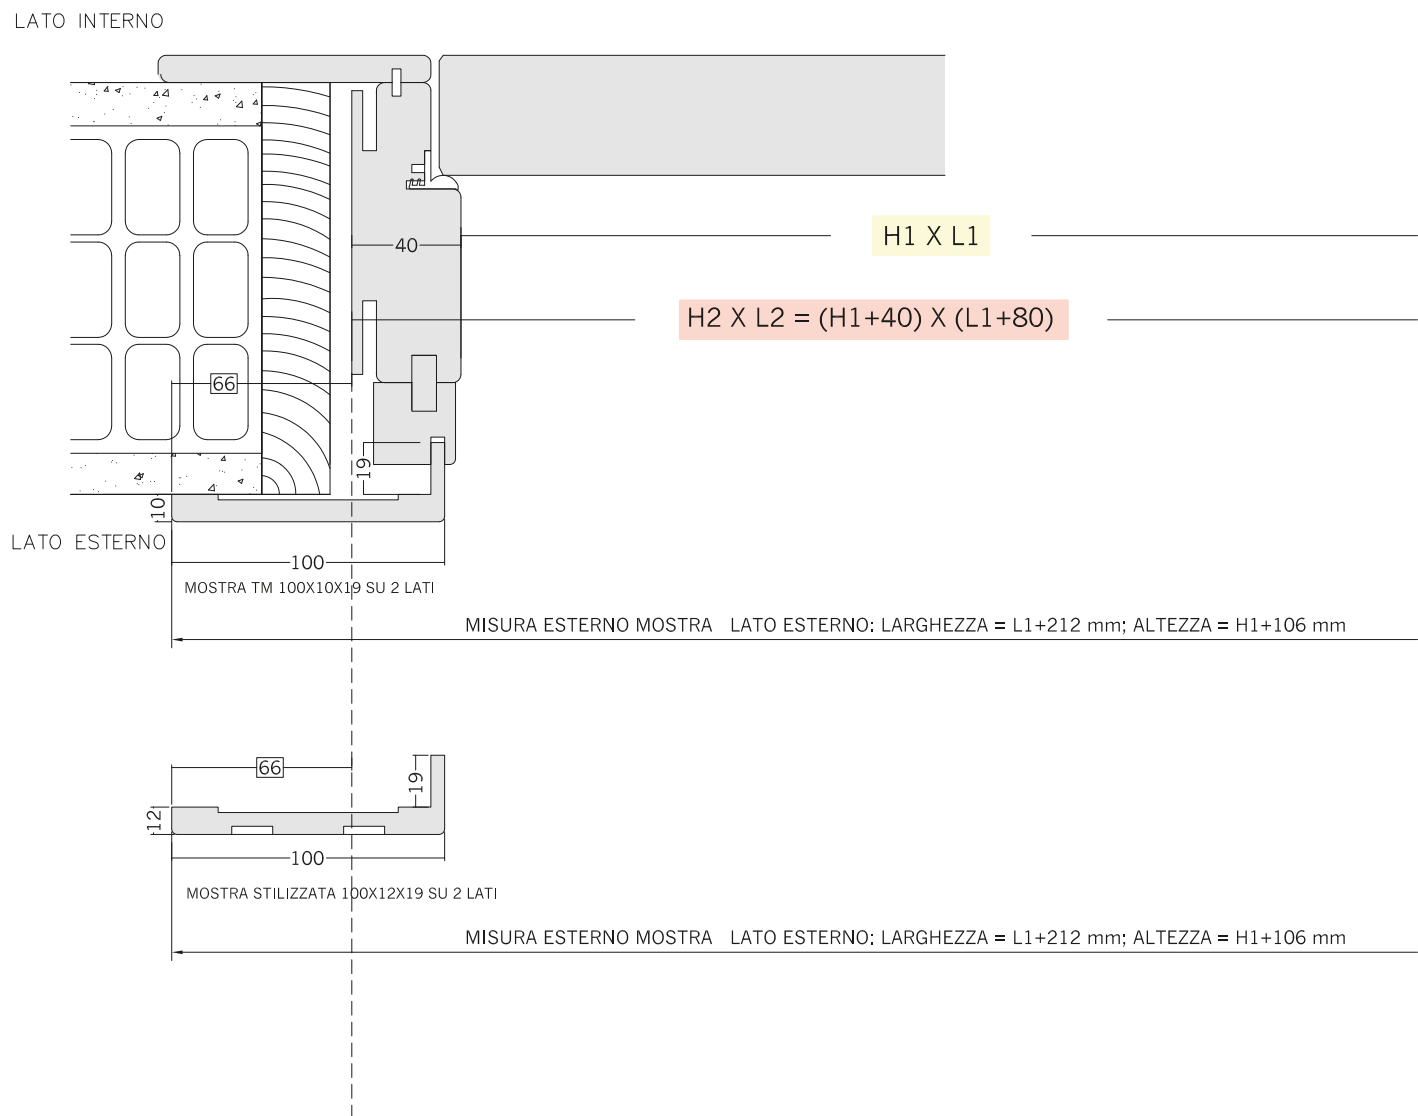 LATO INTERNO
40
H1 X L1
H2 X L2 = (H1+40) X (L1+80)
66
19
10
LATO ESTERNO
100
MOSTRA TM 100X10X19 SU 2 LATI
MISURA ESTERNO MOSTRA LATO ESTERNO: LARGHEZZA = L1+212 mm; ALTEZZA = H1+106 mm
66
19
12
100
MOSTRA STILIZZATA 100X12X19 SU 2 LATI
MISURA ESTERNO MOSTRA LATO ESTERNO: LARGHEZZA = L1+212 mm; ALTEZZA = H1+106 mm